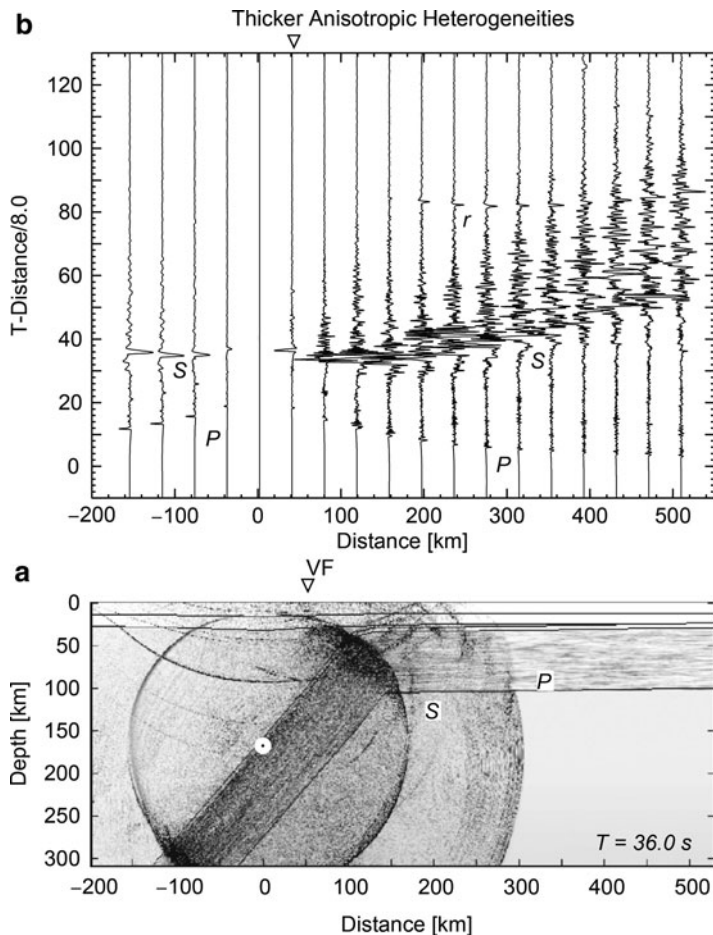 b
Thicker Anisotropic Heterogeneities
T-Distance/8.0
120
100
80
60
40
20
0
r
S
S
P
P
−200
−100
0
100
200
300
400
500
Distance [km]
a
VF
Depth [km]
0
50
100
150
200
250
300
P
S
T = 36.0 s
−200
−100
0
100
200
300
400
500
Distance [km]